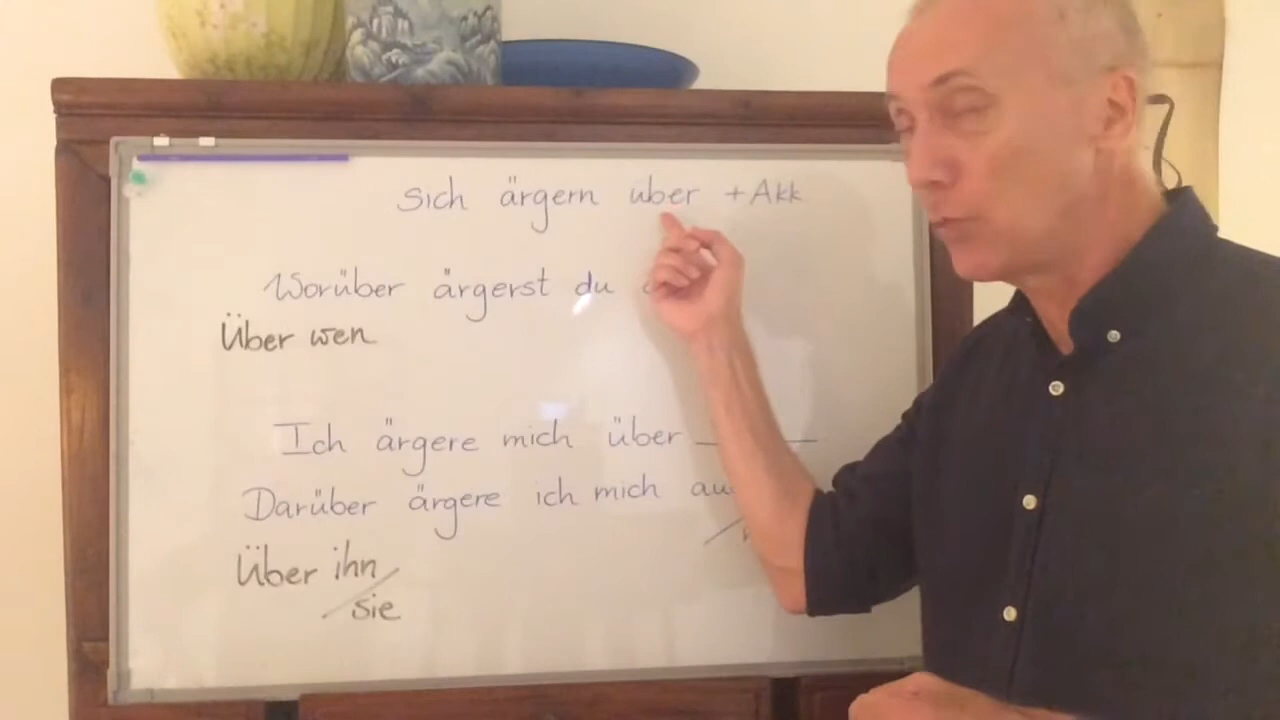 sich ärgern über +Akk
Worüber ärgerst du
Über wen
Ich ärgere mich über ______
Darüber ärgere ich mich
Über ihn/
sie